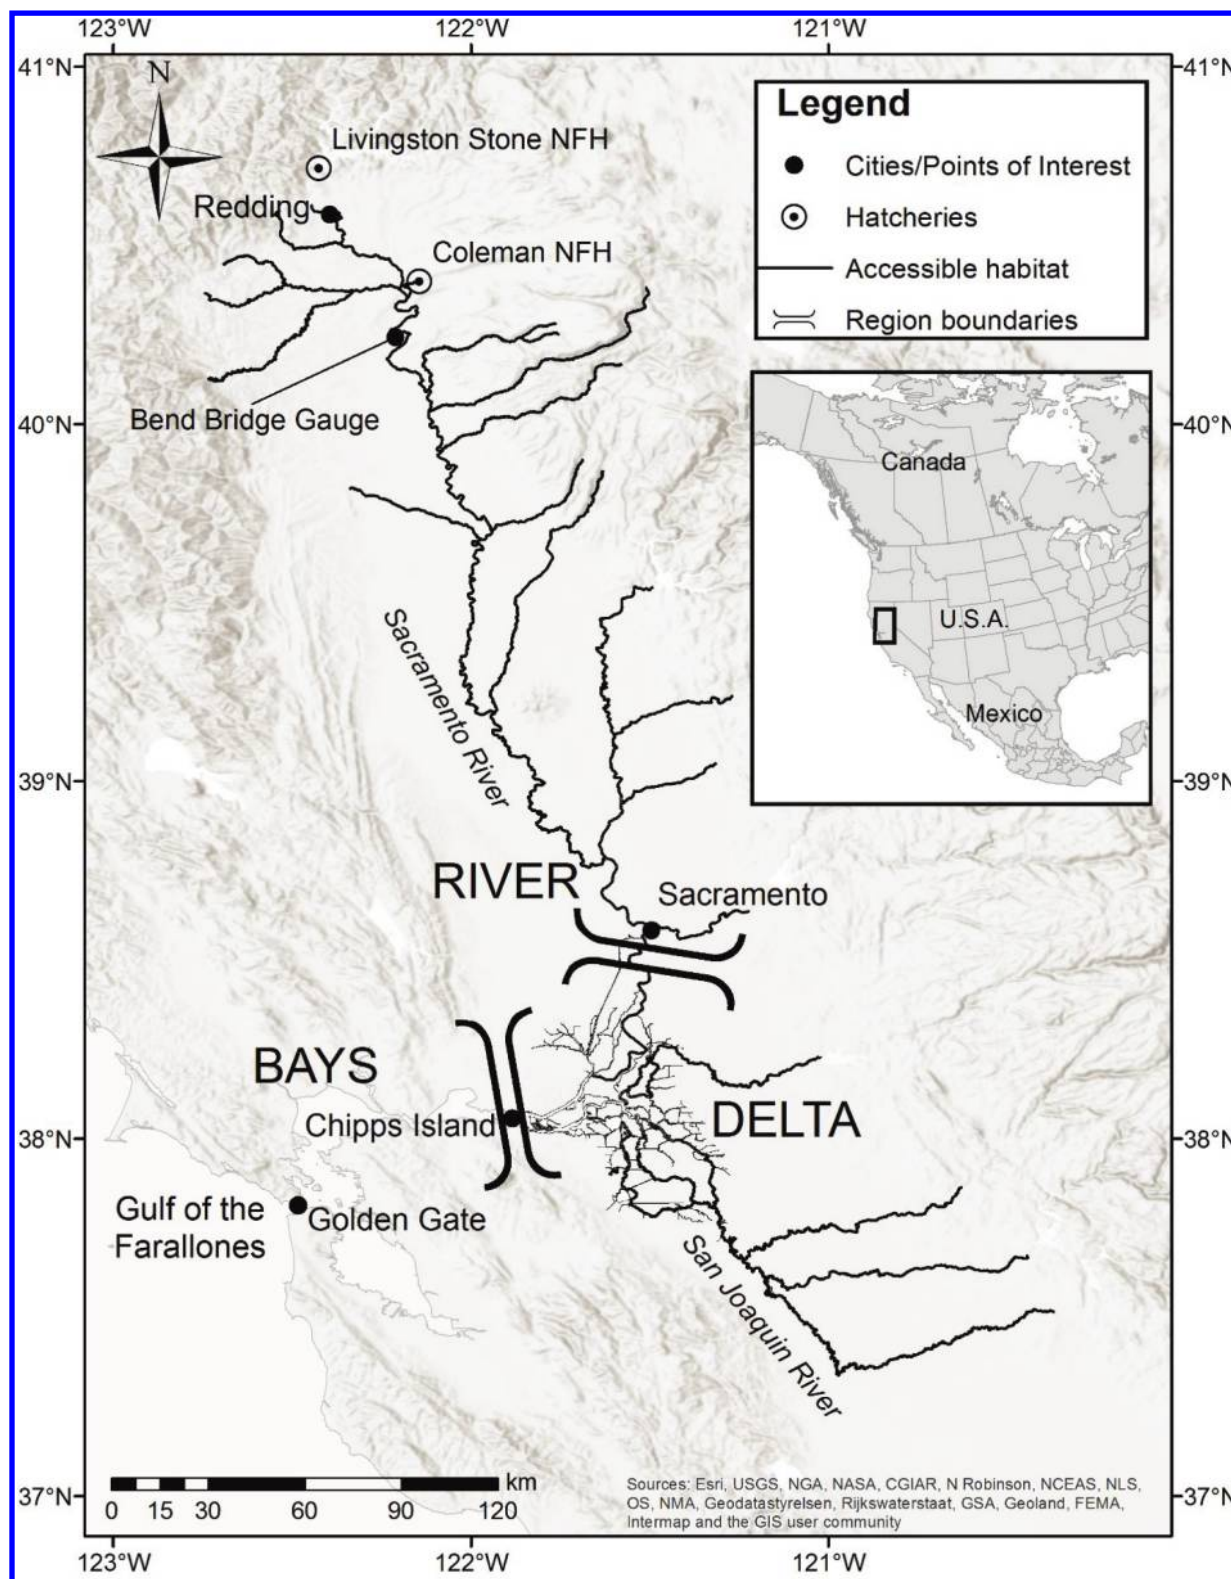 123°W 122°W 121°W
41°N 41°N
N
Legend
Livingston Stone NFH
Cities/Points of Interest
Redding
Hatcheries
Coleman NFH
Accessible habitat
Region boundaries
Bend Bridge Gauge
40°N 40°N
Canada
U.S.A.
Mexico
Sacramento River
39°N 39°N
RIVER
Sacramento
BAYS
Chipps Island
DELTA
38°N 38°N
Gulf of the
Farallones
Golden Gate
San Joaquin River
km
0 15 30 60 90 120
Sources: Esri, USGS, NGA, NASA, CGIAR, N Robinson, NCEAS, NLS,
OS, NMA, Geodatastyrelsen, Rijkswaterstaat, GSA, Geoland, FEMA,
Intermap and the GIS user community
37°N 37°N
123°W 122°W 121°W